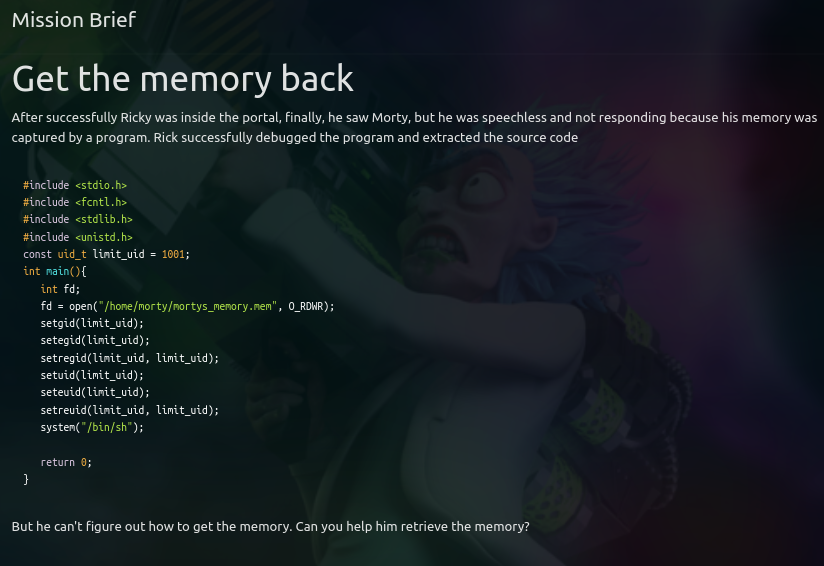 Mission Brief
Get the memory back
After successfully Ricky was inside the portal, finally, he saw Morty, but he was speechless and not responding because his memory was
captured by a program. Rick successfully debugged the program and extracted the source code
#include <stdio.h>
#include <fcntl.h>
#include <stdlib.h>
#include <unistd.h>
const uid_t limit_uid = 1001;
int main(){
   int fd;
   fd = open("/home/morty/mortys_memory.mem", O_RDWR);
   setgid(limit_uid);
   setegid(limit_uid);
   setregid(limit_uid, limit_uid);
   setuid(limit_uid);
   seteuid(limit_uid);
   setreuid(limit_uid, limit_uid);
   system("/bin/sh");
   return 0;
}
But he can't figure out how to get the memory. Can you help him retrieve the memory?